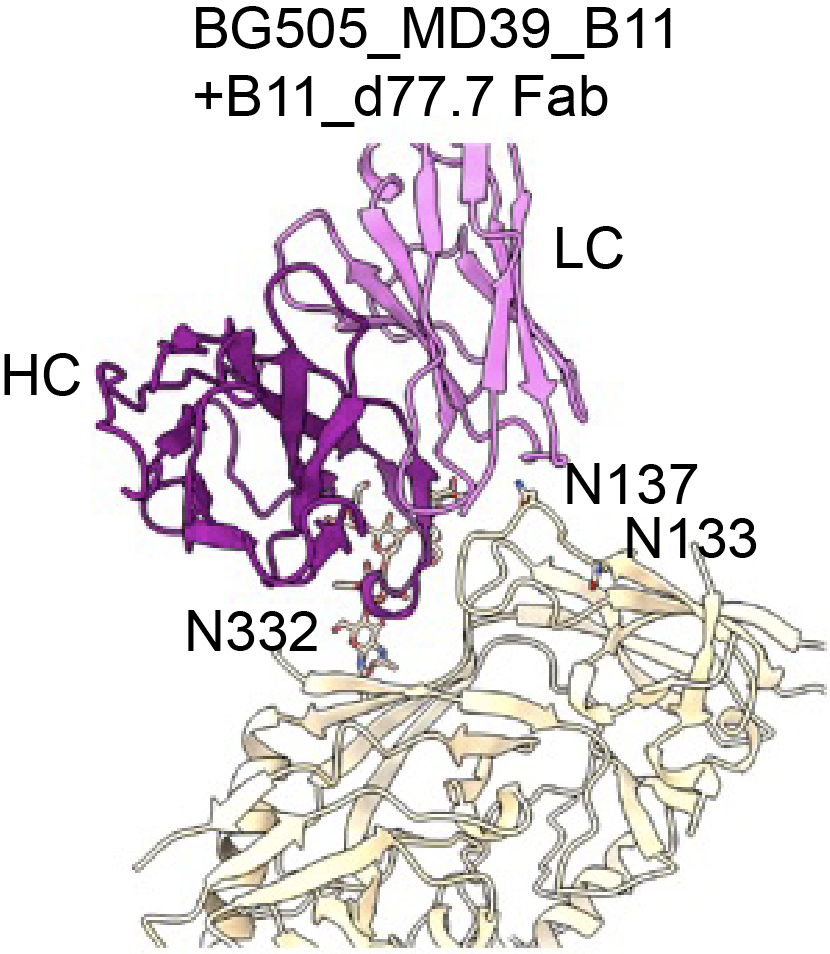 BG505_MD39_B11
+B11_d77.7 Fab
LC
HC
N137
N133
N332